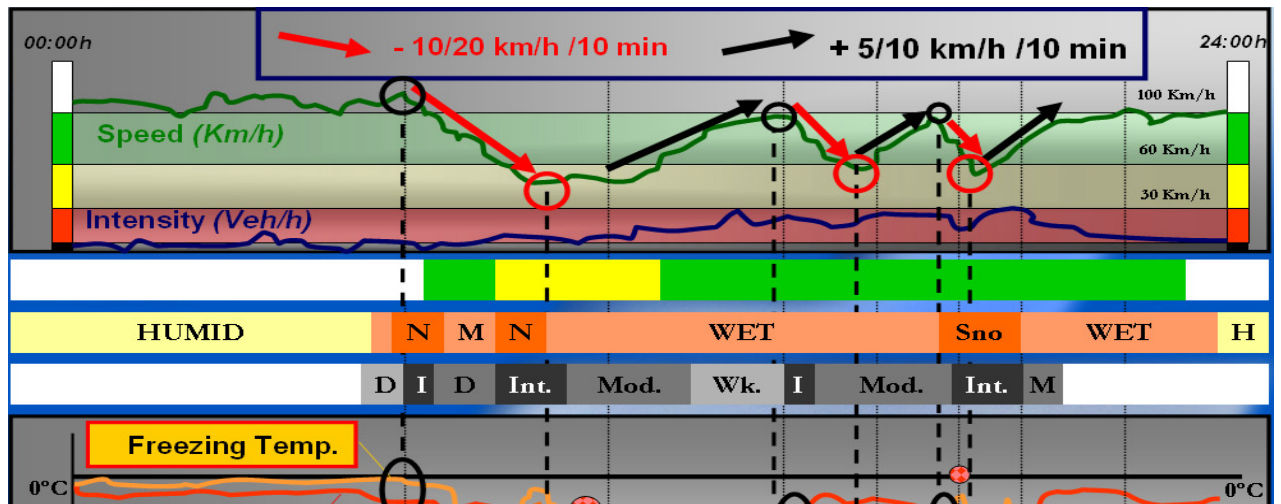 00:00h
- 10/20 km/h /10 min
+ 5/10 km/h /10 min
24:00h
100 Km/h
Speed (Km/h)
60 Km/h
30 Km/h
Intensity (Veh/h)
HUMID N M N WET Sno WET H
D I D Int. Mod. Wk. I Mod. Int. M
Freezing Temp.
0°C 0°C